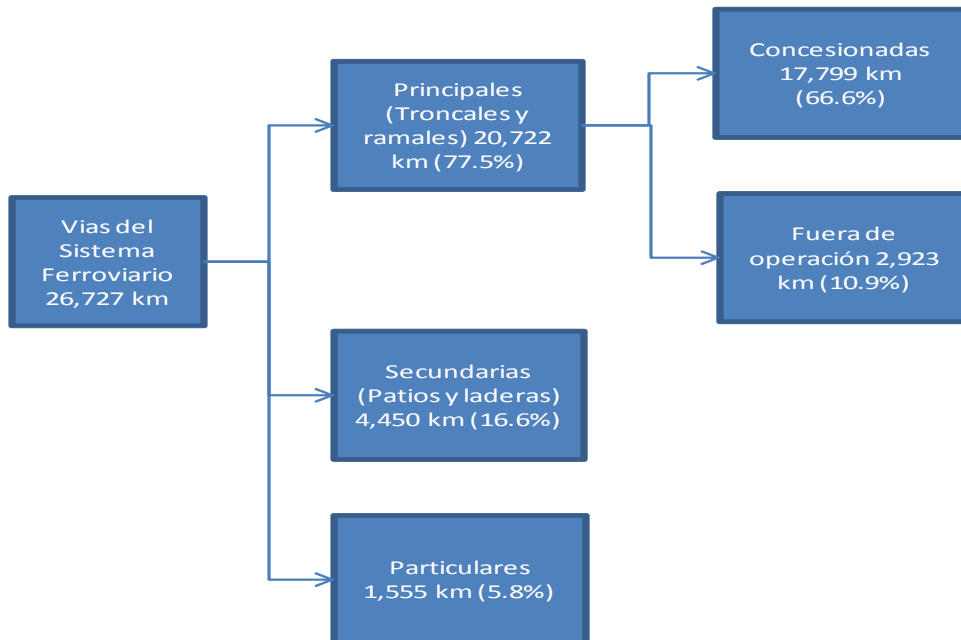 Vias del
Sistema
Ferroviario
26,727 km
Principales
(Troncales y
ramales) 20,722
km (77.5%)
Concesionadas
17,799 km
(66.6%)
Fuera de
operación 2,923
km (10.9%)
Secundarias
(Patios y laderas)
4,450 km (16.6%)
Particulares
1,555 km (5.8%)